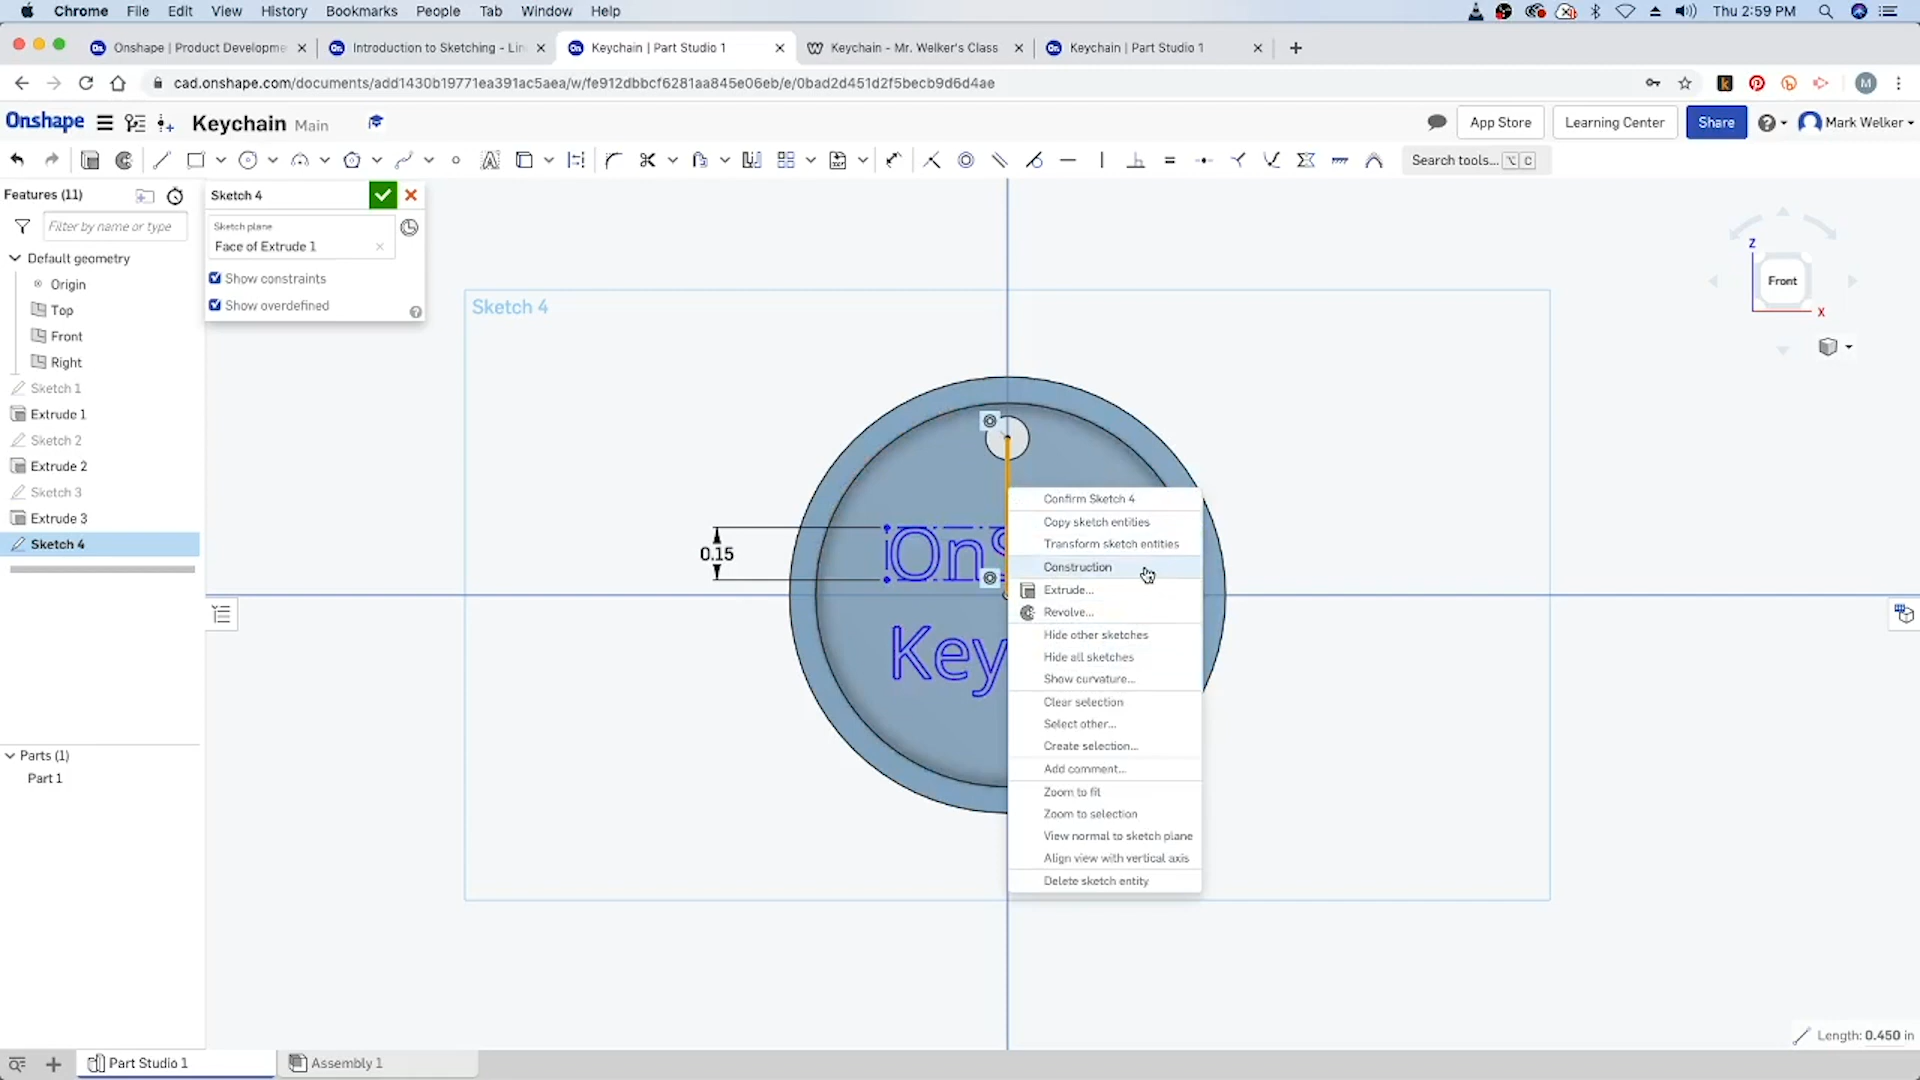 Chrome File Edit View History Bookmarks People Tab Window Help Thu 2:59 PM
Onshape | Product Developme Introduction to Sketching - Lin Keychain | Part Studio 1 Keychain - Mr. Welker's Class Keychain | Part Studio 1
cad.onshape.com/documents/add1430b19771ea391ac5aea/w/fe912dbbcf6281aa845e06eb/e/0bad2d451d2f5becb9d6d4ae
Onshape Keychain Main App Store Learning Center Share Mark Welker
Search tools... C
Features (11)
Filter by name or type
Default geometry
Origin
Top
Front
Right
Sketch 1
Extrude 1
Sketch 2
Extrude 2
Sketch 3
Extrude 3
Sketch 4
Parts (1)
Part 1
Sketch 4
Sketch plane
Face of Extrude 1
Show constraints
Show overdefined
Sketch 4
0.15
OnS
Key
Confirm Sketch 4
Copy sketch entities
Transform sketch entities
Construction
Extrude...
Revolve...
Hide other sketches
Hide all sketches
Show curvature...
Clear selection
Select other...
Create selection...
Add comment...
Zoom to fit
Zoom to selection
View normal to sketch plane
Align view with vertical axis
Delete sketch entity
Z
Front
X
Length: 0.450 in
Part Studio 1 Assembly 1